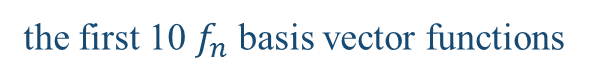 the first 10 fₙ basis vector functions